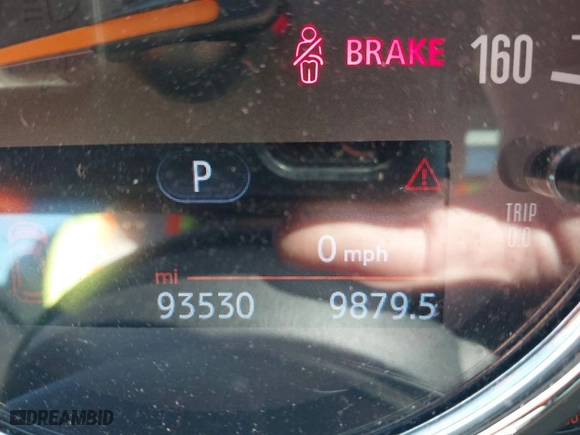 BRAKE
160
P
TRIP
0.0
0 mph
mi
93530 9879.5
DREAMBID